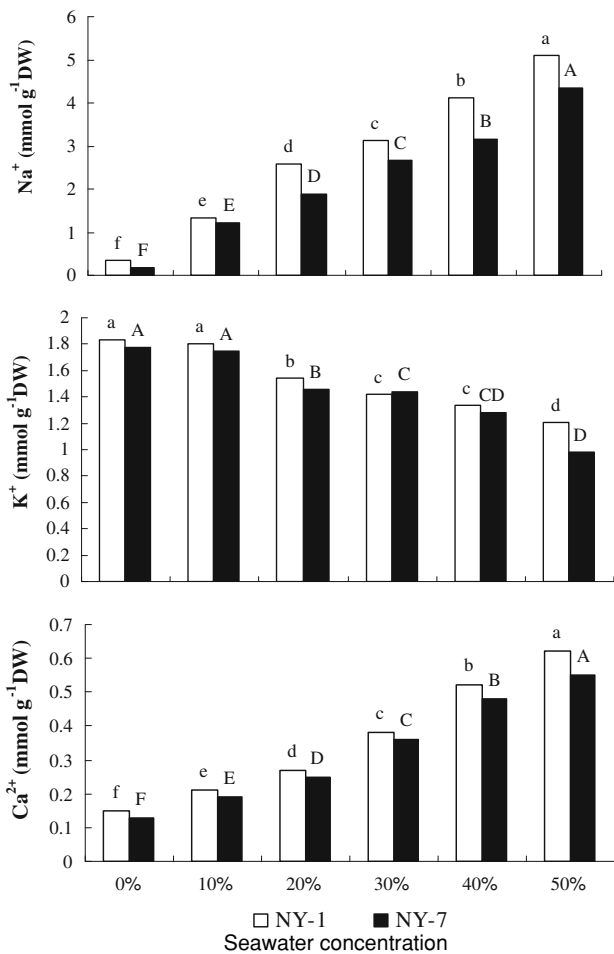 Na⁺ (mmol g⁻¹DW)
6
5
4
3
2
1
0
f F
e E
d D
c C
b B
a A
K⁺ (mmol g⁻¹DW)
2
1.8
1.6
1.4
1.2
1
0.8
0.6
0.4
0.2
0
a A
a A
b B
c C
c CD
d D
Ca²⁺ (mmol g⁻¹DW)
0.7
0.6
0.5
0.4
0.3
0.2
0.1
0
f F
e E
d D
c C
b B
a A
0% 10% 20% 30% 40% 50%
NY-1 NY-7
Seawater concentration